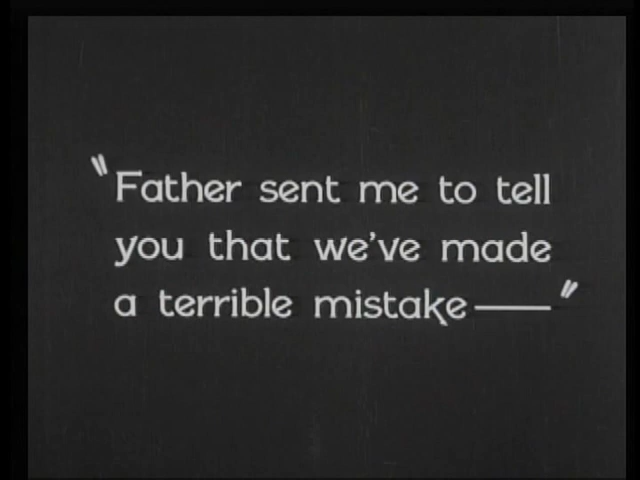 "Father sent me to tell
you that we've made
a terrible mistake——"